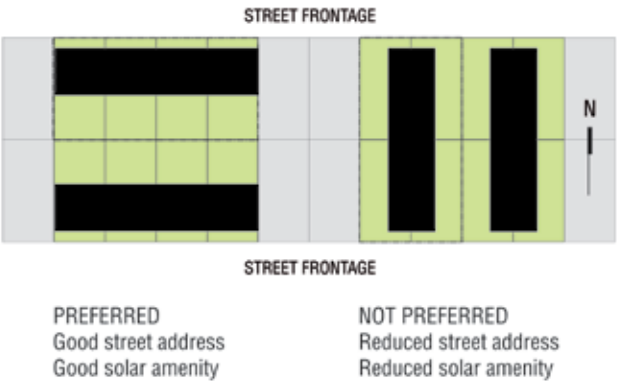 STREET FRONTAGE
N
STREET FRONTAGE
PREFERRED
Good street address
Good solar amenity
NOT PREFERRED
Reduced street address
Reduced solar amenity